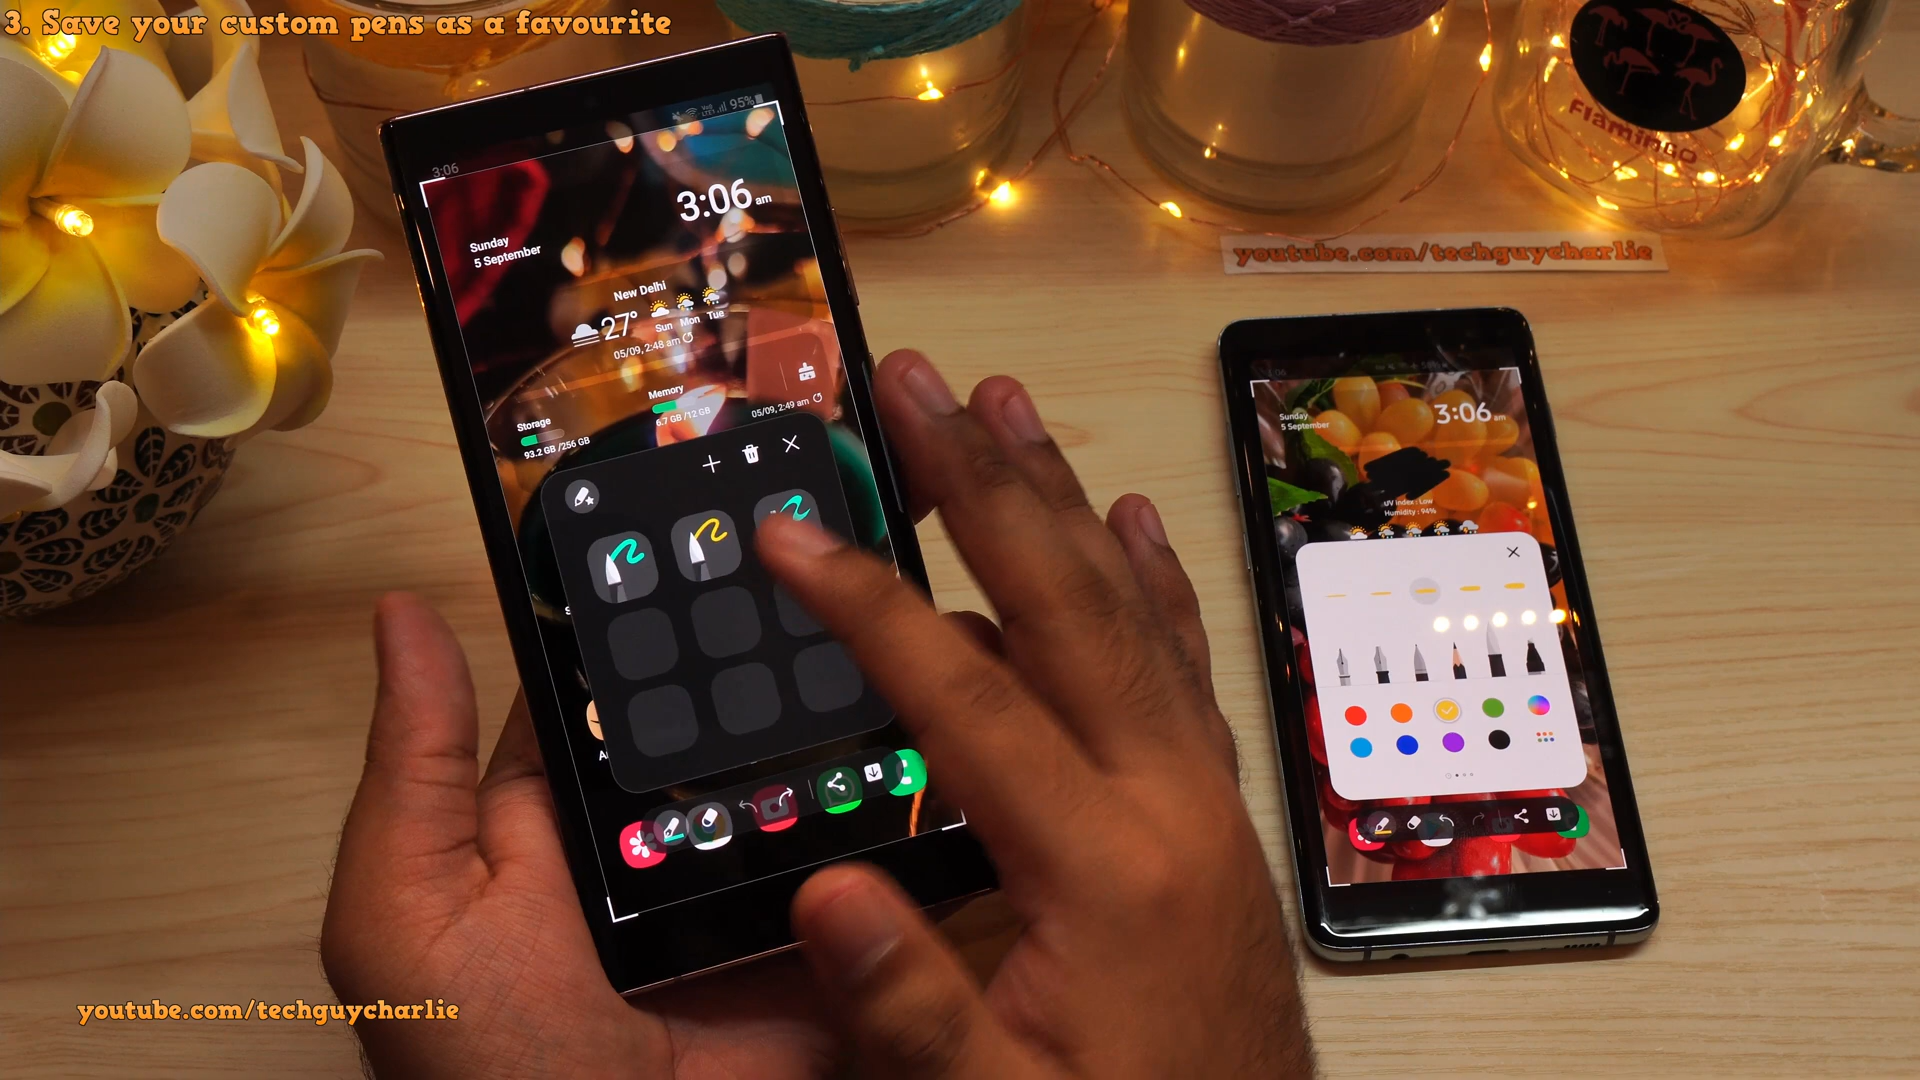 3. Save your custom pens as a favourite
Flamingo
youtube.com/techguycharlie
3:06
95%
3:06 am
Sunday
5 September
New Delhi
27°
Sun Mon Tue
05/09, 2:48 am
Memory
6.7 GB /12 GB
05/09, 2:49 am
Storage
93.2 GB /256 GB
Sunday
5 September
3:06 am
UV index : Low
Humidity : 94%
youtube.com/techguycharlie